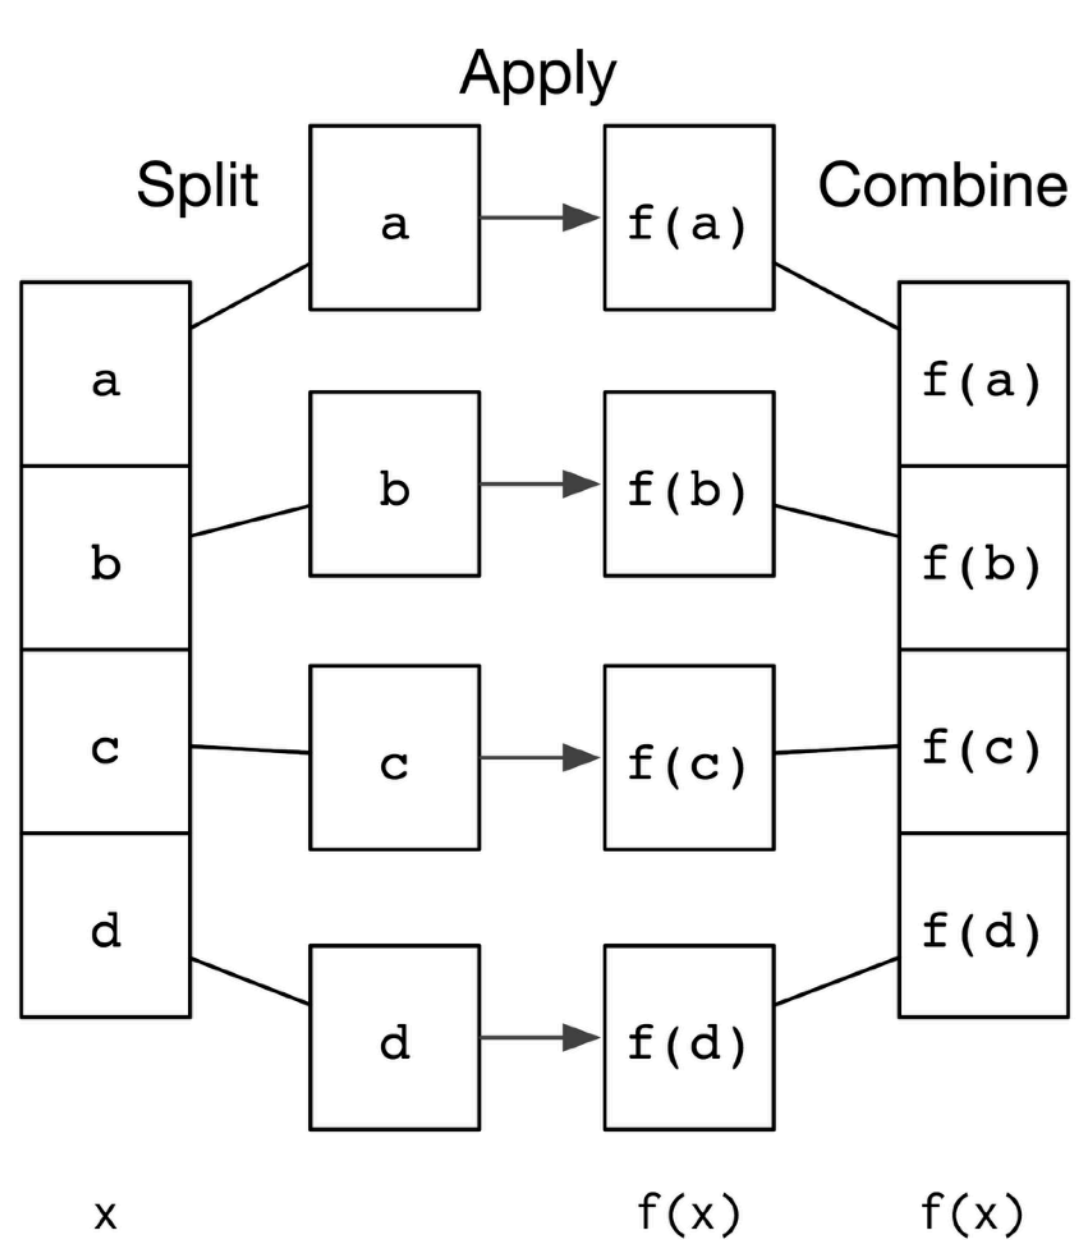 Apply
Split
Combine
a
f(a)
a
f(a)
b
f(b)
b
f(b)
c
f(c)
c
f(c)
d
f(d)
d
f(d)
x
f(x)
f(x)